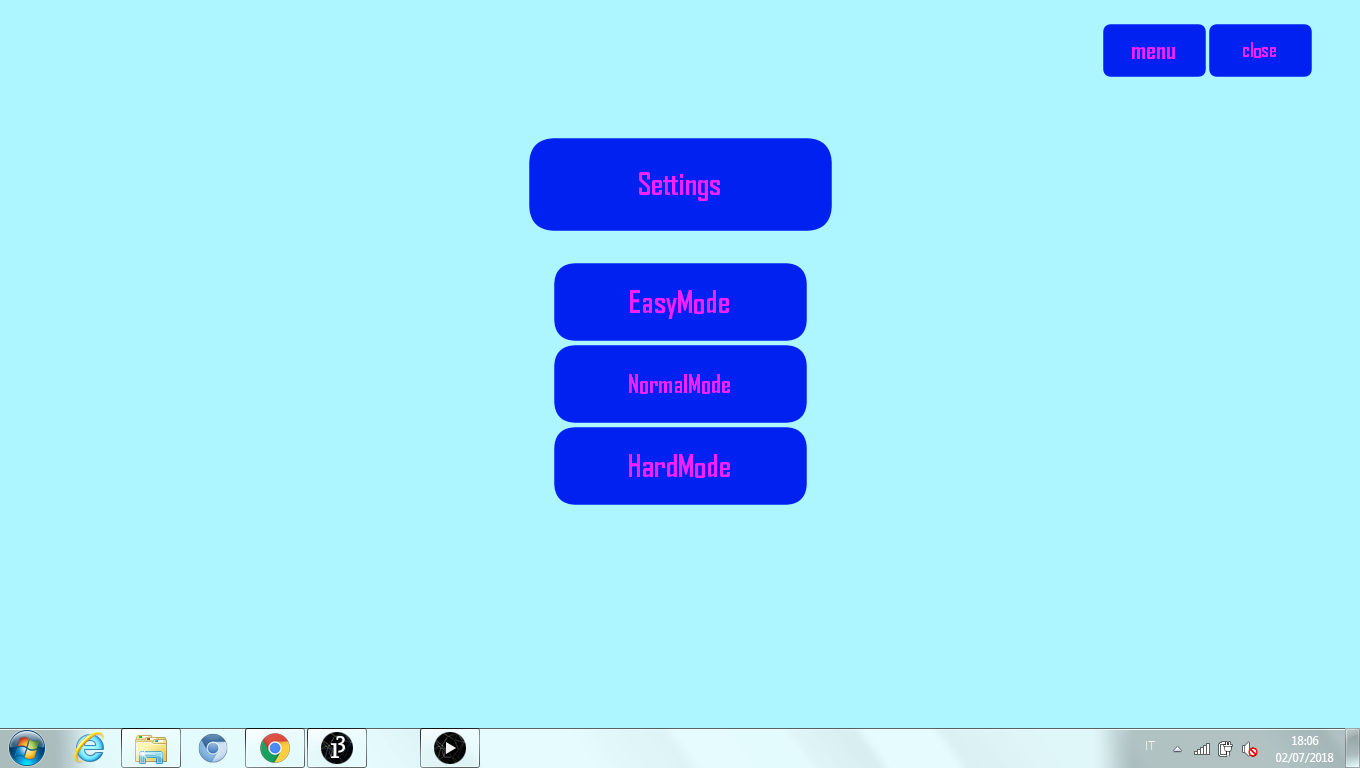 menu close
Settings
EasyMode
NormalMode
HardMode
IT
18:06
02/07/2018